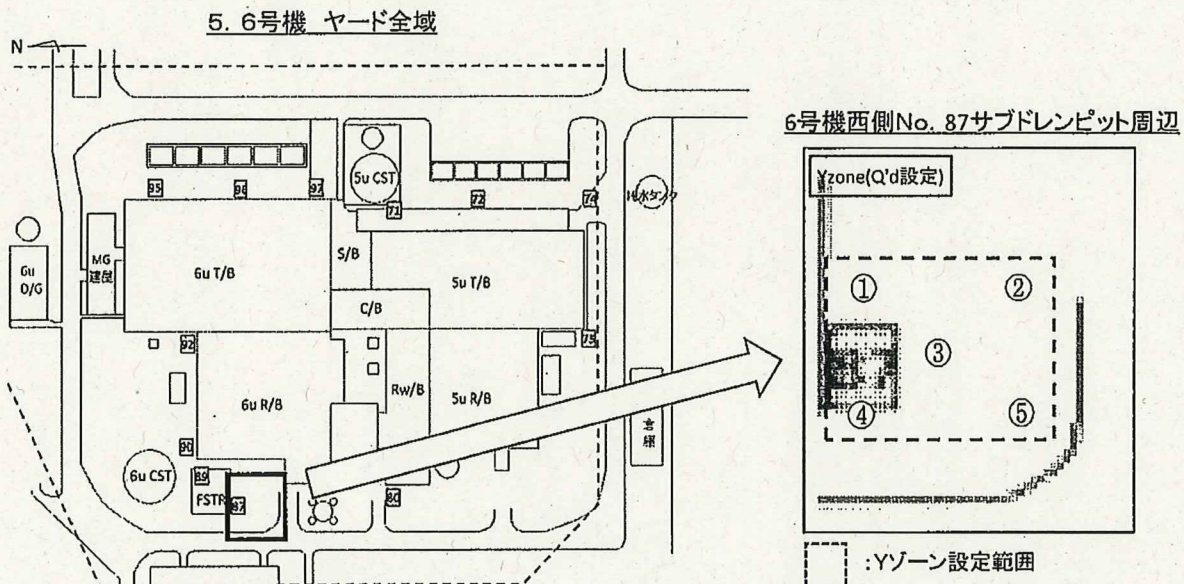 5. 6号機 ヤード全域
N
6号機西側No. 87サブドレンピット周辺
Yzone(Q'd設定)
5u CST
95
96
97
71
72
74
6u D/G
MG
建屋
6u T/B
S/B
5u T/B
C/B
92
75
6u R/B
Rw/B
5u R/B
倉庫
90
6u CST
89
FSTR
87
80
①
②
③
④
⑤
:Yゾーン設定範囲